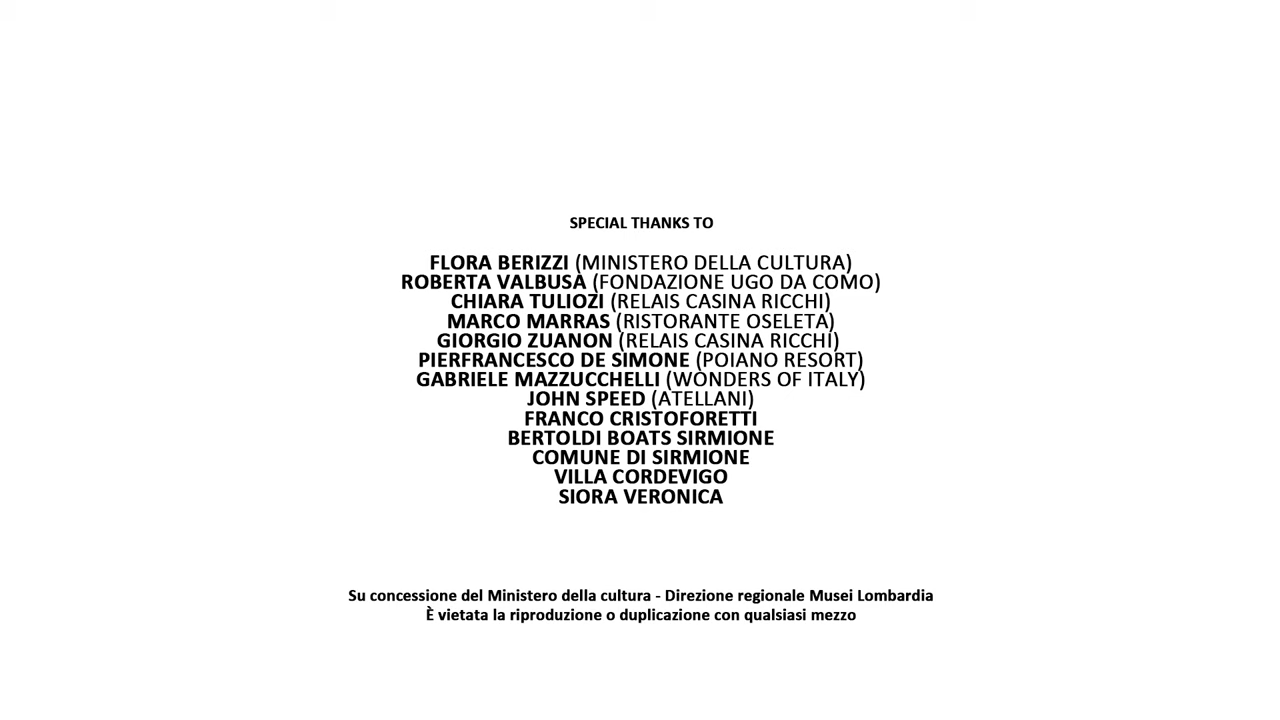 SPECIAL THANKS TO
FLORA BERIZZI (MINISTERO DELLA CULTURA)
ROBERTA VALBUSA (FONDAZIONE UGO DA COMO)
CHIARA TULIOZI (RELAIS CASINA RICCHI)
MARCO MARRAS (RISTORANTE OSELETA)
GIORGIO ZUANON (RELAIS CASINA RICCHI)
PIERFRANCESCO DE SIMONE (POIANO RESORT)
GABRIELE MAZZUCCHELLI (WONDERS OF ITALY)
JOHN SPEED (ATELLANI)
FRANCO CRISTOFORETTI
BERTOLDI BOATS SIRMIONE
COMUNE DI SIRMIONE
VILLA CORDEVIGO
SIORA VERONICA
Su concessione del Ministero della cultura - Direzione regionale Musei Lombardia
È vietata la riproduzione o duplicazione con qualsiasi mezzo